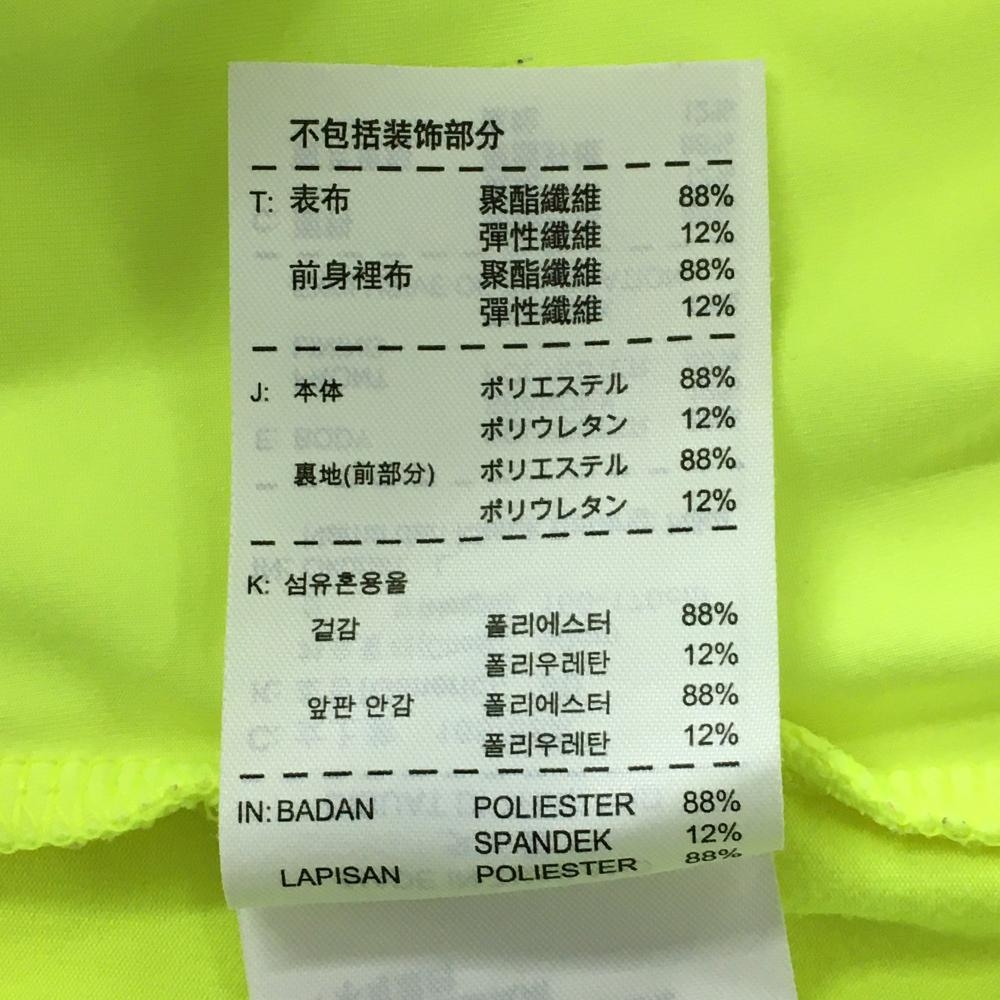 不包括装饰部分
T: 表布 聚酯纖維 88%
彈性纖維 12%
前身裡布 聚酯纖維 88%
彈性纖維 12%
J: 本体 ポリエステル 88%
ポリウレタン 12%
裏地(前部分) ポリエステル 88%
ポリウレタン 12%
K: 섬유혼용율
겉감 폴리에스터 88%
폴리우레탄 12%
앞판 안감 폴리에스터 88%
폴리우레탄 12%
IN: BADAN POLIESTER 88%
SPANDEK 12%
LAPISAN POLIESTER 88%